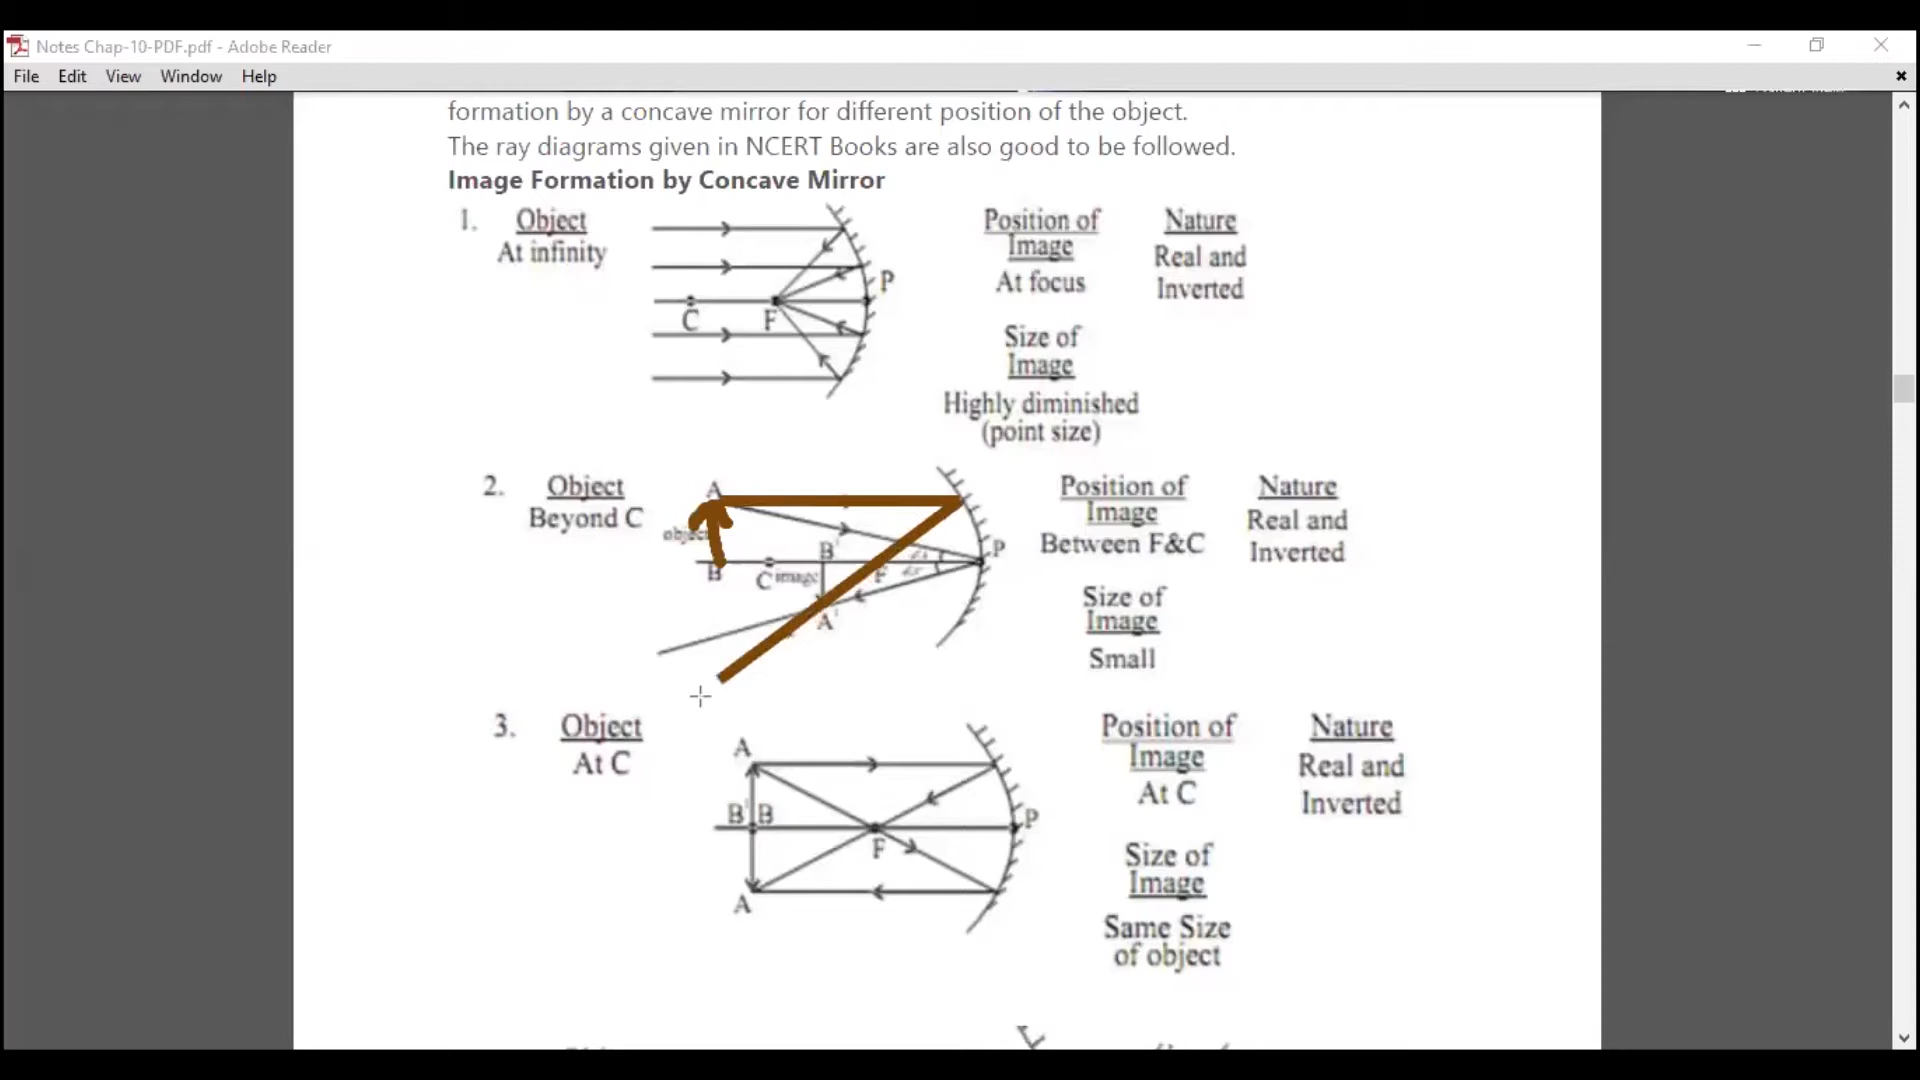 Notes Chap-10-PDF.pdf - Adobe Reader
File Edit View Window Help
formation by a concave mirror for different position of the object.
The ray diagrams given in NCERT Books are also good to be followed.
Image Formation by Concave Mirror
1. Object
At infinity
P
C F
Position of
Image
At focus
Nature
Real and
Inverted
Size of
Image
Highly diminished
(point size)
2. Object
Beyond C
A
object
B
C image
B'
F
P
A'
Position of
Image
Between F&C
Nature
Real and
Inverted
Size of
Image
Small
3. Object
At C
A
B' B
F
P
A
Position of
Image
At C
Nature
Real and
Inverted
Size of
Image
Same Size
of object